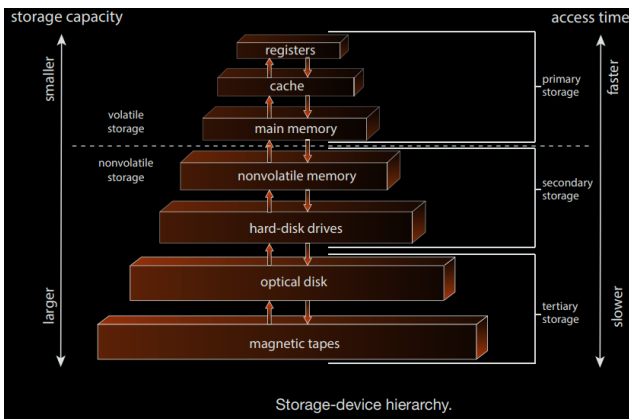 storage capacity
access time
smaller
faster
registers
cache
primary
storage
volatile
storage
main memory
nonvolatile
storage
nonvolatile memory
secondary
storage
hard-disk drives
optical disk
larger
slower
tertiary
storage
magnetic tapes
Storage-device hierarchy.